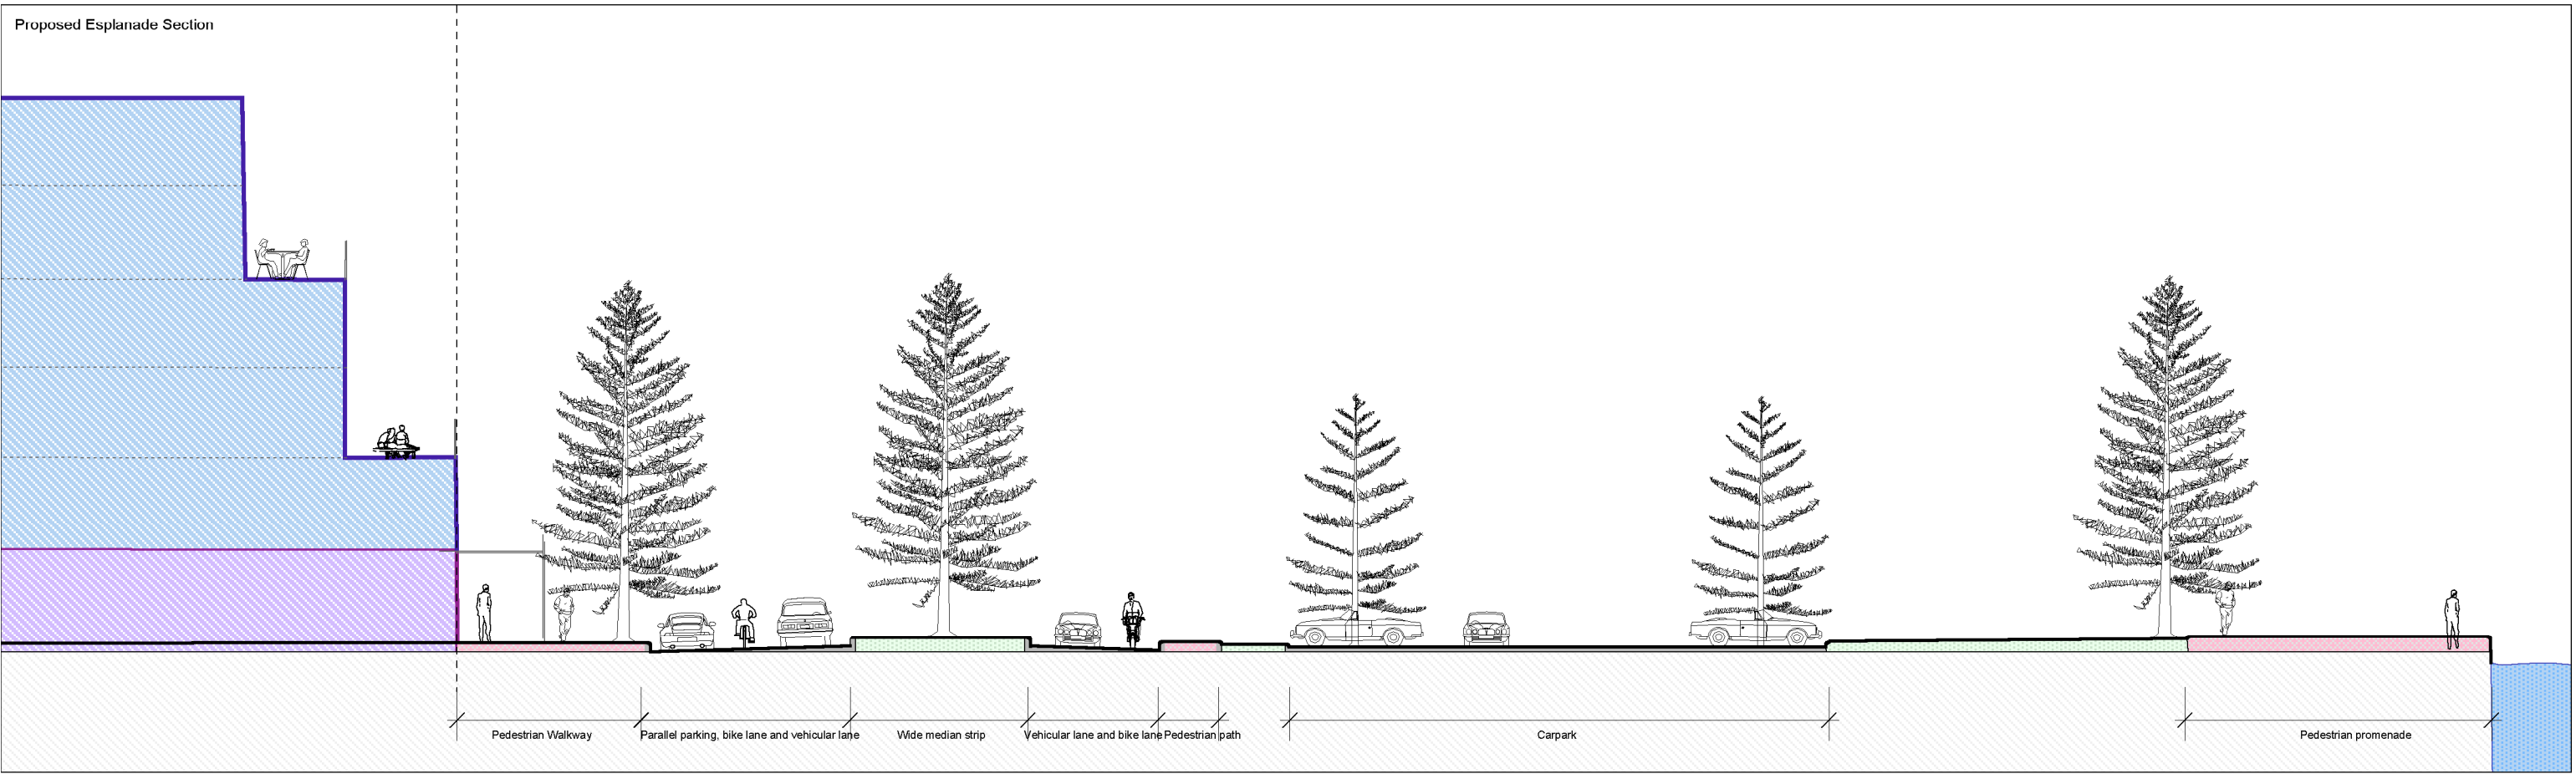 Proposed Esplanade Section
Pedestrian Walkway
Parallel parking, bike lane and vehicular lane
Wide median strip
Vehicular lane and bike lane
Pedestrian path
Carpark
Pedestrian promenade